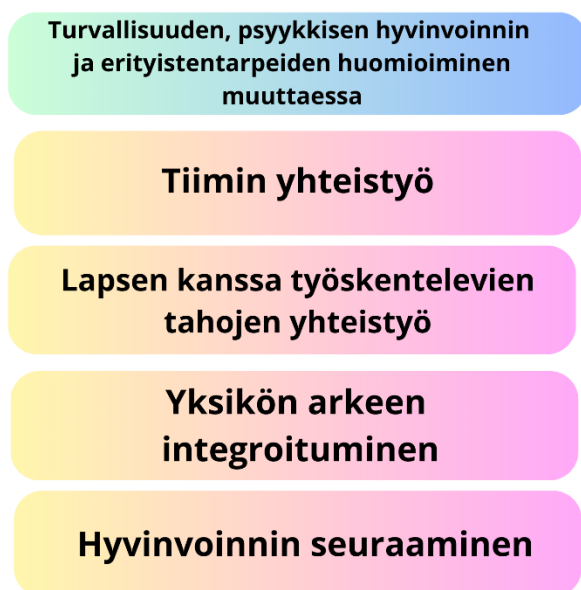 Turvallisuuden, psyykkisen hyvinvoinnin
ja erityistentarpeiden huomioiminen
muuttaessa
Tiimin yhteistyö
Lapsen kanssa työskentelevien
tahojen yhteistyö
Yksikön arkeen
integroituminen
Hyvinvoinnin seuraaminen